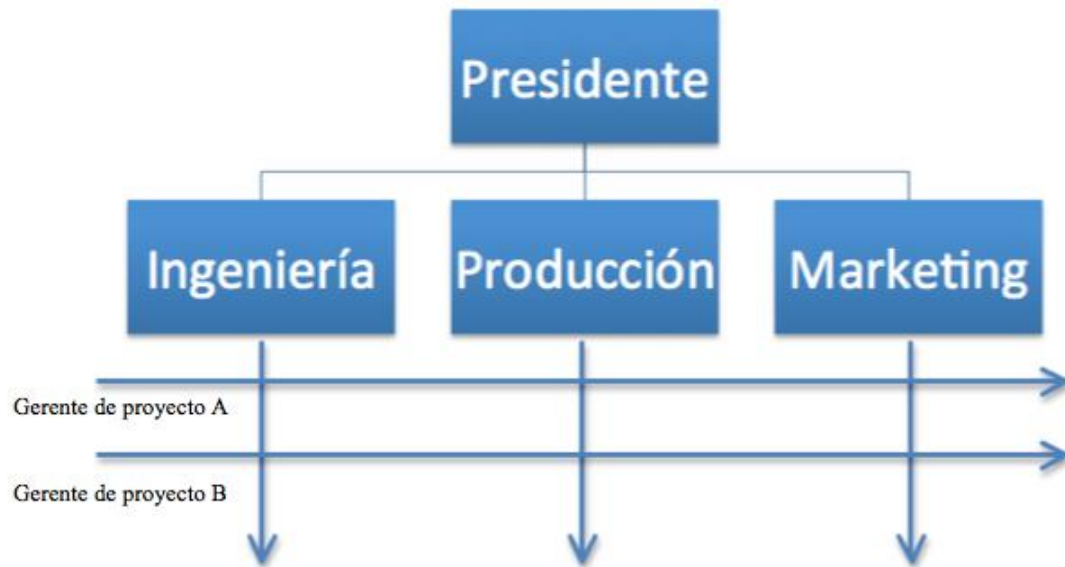 Presidente
Ingeniería
Producción
Marketing
Gerente de proyecto A
Gerente de proyecto B